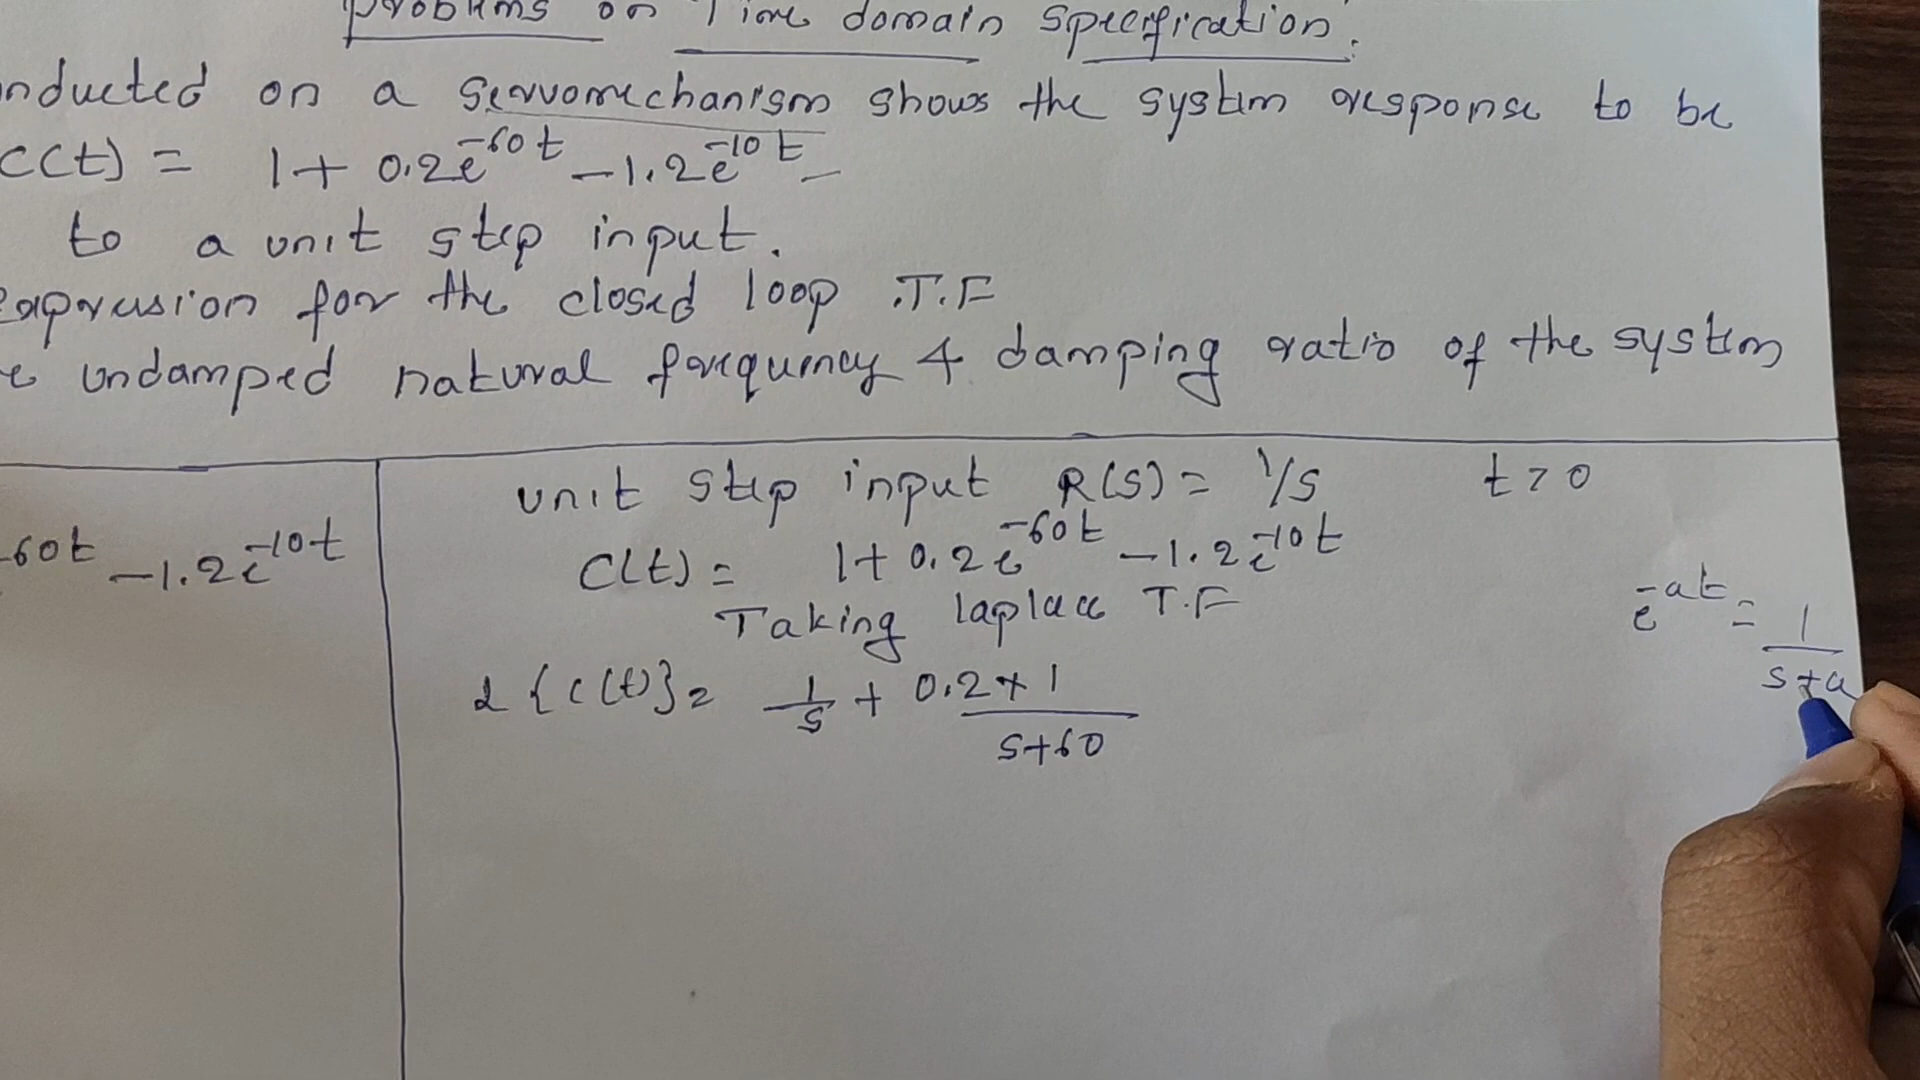 problems on Time domain specification.
nducted on a servomechanism shows the system response to be
C(t) = 1 + 0.2e^-60t - 1.2e^-10t -
to a unit step input.
Expression for the closed loop .T.F
e undamped natural frequency & damping ratio of the system
unit step input R(S) = 1/S t > 0
-60t - 1.2e^-10t
C(t) = 1 + 0.2e^-60t - 1.2e^-10t
Taking laplace T.F
e^-at = 1/(s+a)
L{c(t)} = 1/s + 0.2 * 1/(s+60)